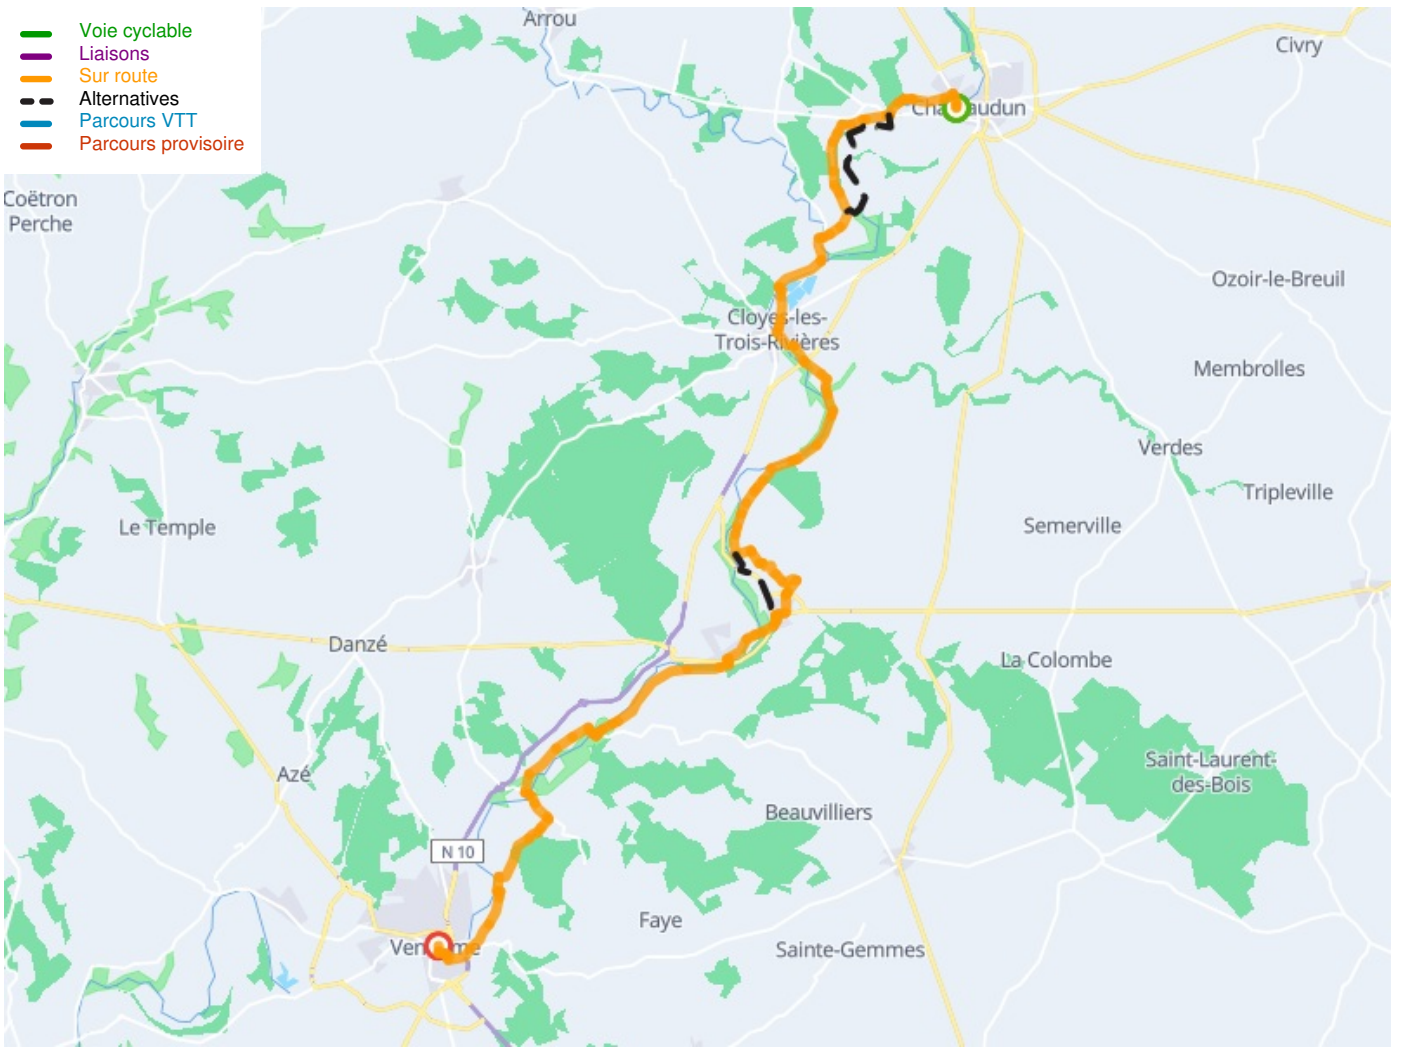 Voie cyclable
Liaisons
Sur route
Alternatives
Parcours VTT
Parcours provisoire
Arrou
Civry
Coëtron
Perche
Ozoir-le-Breuil
Cloyes-les-
Trois-Rivières
Membrolles
Verdes
Tripleville
Le Temple
Semerville
Danzé
La Colombe
Azé
Saint-Laurent-
des-Bois
Beauvilliers
N 10
Faye
Sainte-Gemmes